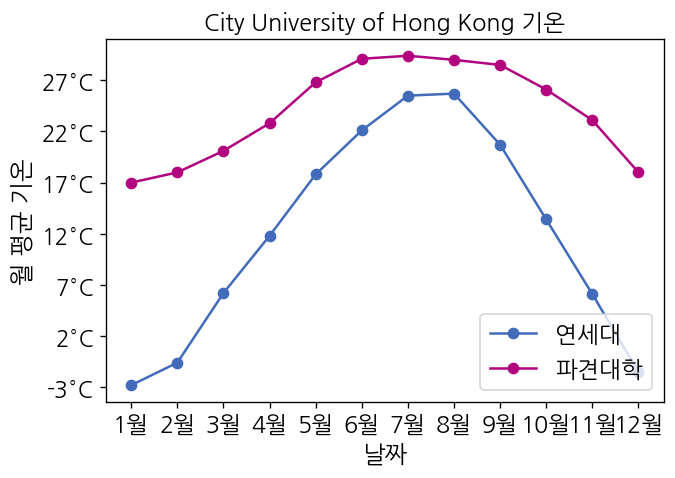 City University of Hong Kong 기온
월 평균 기온
27°C
22°C
17°C
12°C
7°C
2°C
-3°C
연세대
파견대학
1월 2월 3월 4월 5월 6월 7월 8월 9월 10월 11월 12월
날짜